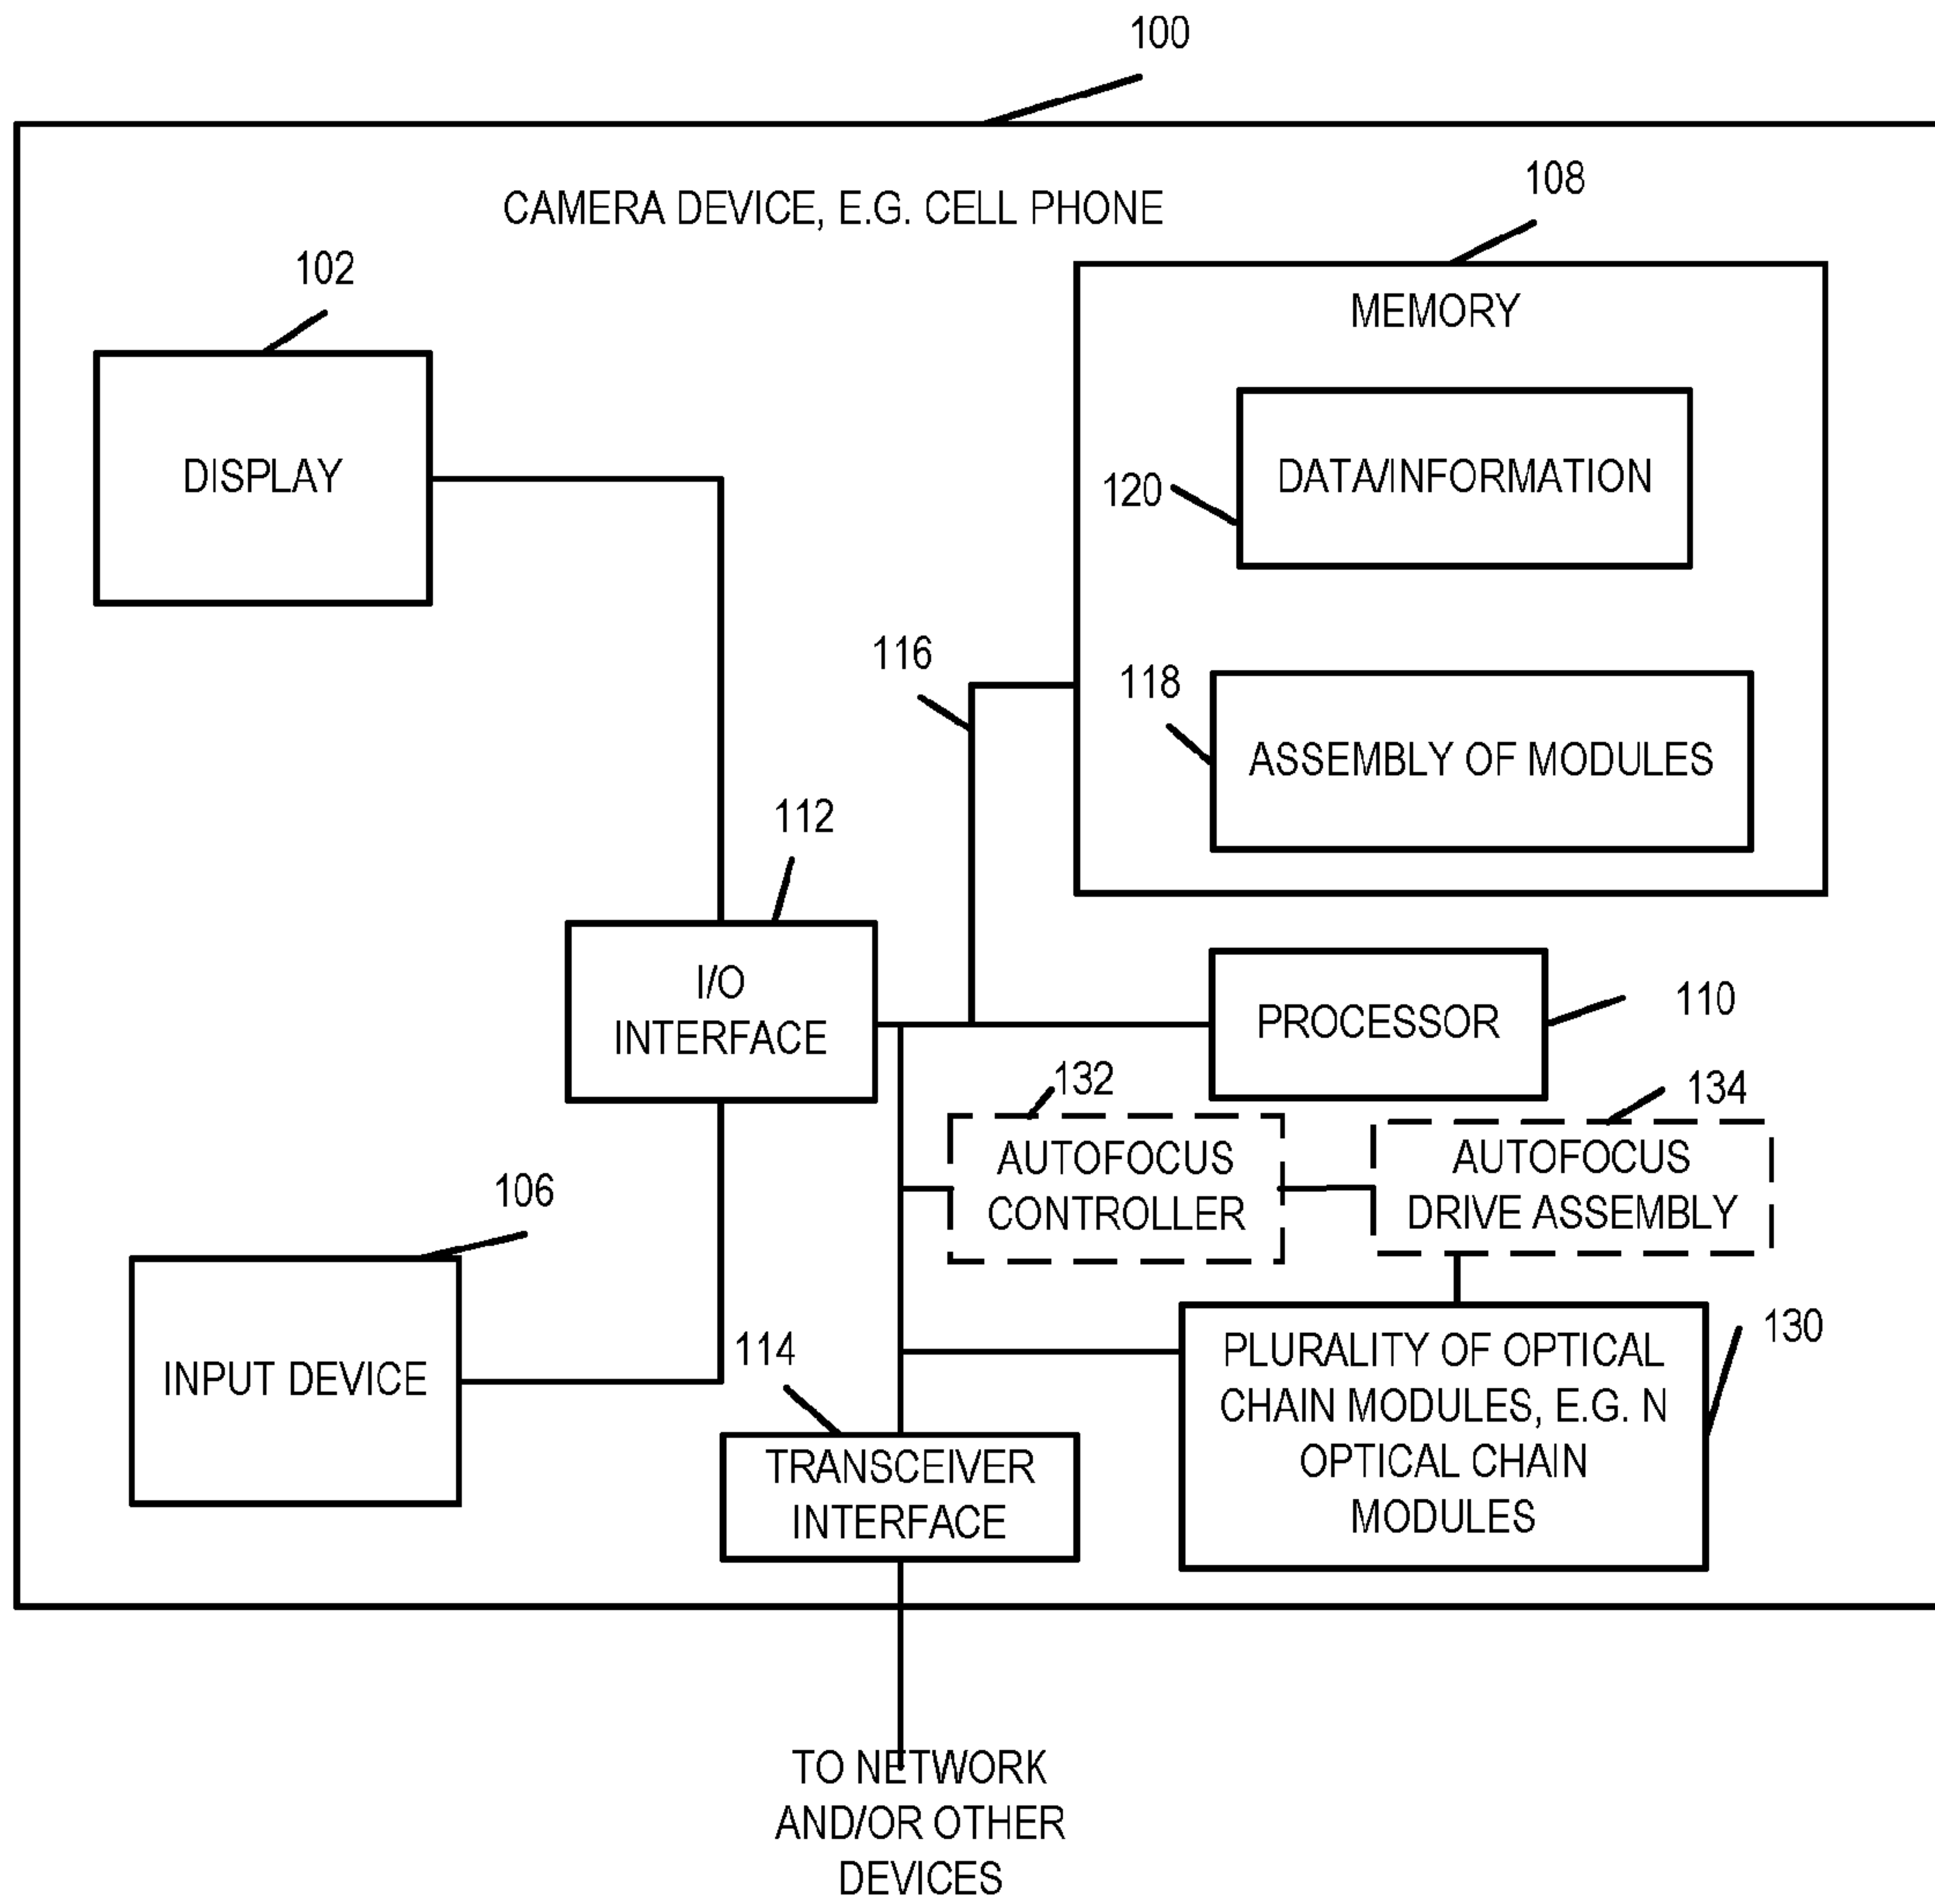 100
CAMERA DEVICE, E.G. CELL PHONE
108
102
MEMORY
DISPLAY
120
DATA/INFORMATION
116
118
ASSEMBLY OF MODULES
112
I/O
INTERFACE
PROCESSOR
110
132
134
AUTOFOCUS
CONTROLLER
AUTOFOCUS
DRIVE ASSEMBLY
106
INPUT DEVICE
114
TRANSCEIVER
INTERFACE
130
PLURALITY OF OPTICAL
CHAIN MODULES, E.G. N
OPTICAL CHAIN
MODULES
TO NETWORK
AND/OR OTHER
DEVICES